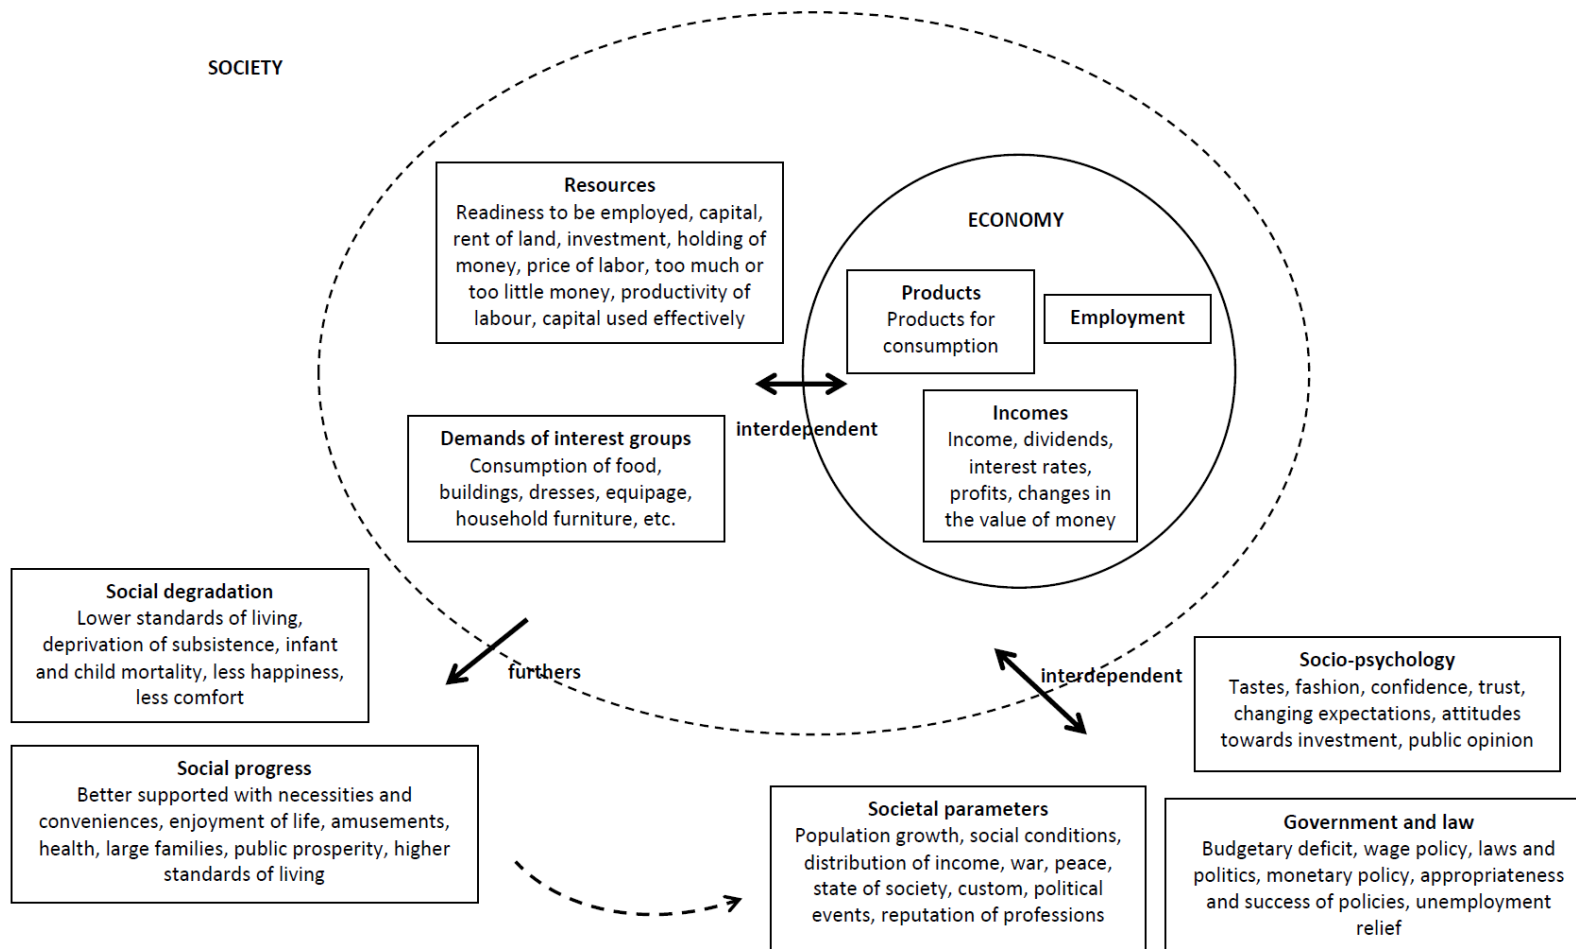 SOCIETY
Resources
Readiness to be employed, capital,
rent of land, investment, holding of
money, price of labor, too much or
too little money, productivity of
labour, capital used effectively
ECONOMY
Products
Products for
consumption
Employment
interdependent
Demands of interest groups
Consumption of food,
buildings, dresses, equipage,
household furniture, etc.
Incomes
Income, dividends,
interest rates,
profits, changes in
the value of money
Social degradation
Lower standards of living,
deprivation of subsistence, infant
and child mortality, less happiness,
less comfort
furthers
interdependent
Socio-psychology
Tastes, fashion, confidence, trust,
changing expectations, attitudes
towards investment, public opinion
Social progress
Better supported with necessities and
conveniences, enjoyment of life, amusements,
health, large families, public prosperity, higher
standards of living
Societal parameters
Population growth, social conditions,
distribution of income, war, peace,
state of society, custom, political
events, reputation of professions
Government and law
Budgetary deficit, wage policy, laws and
politics, monetary policy, appropriateness
and success of policies, unemployment
relief